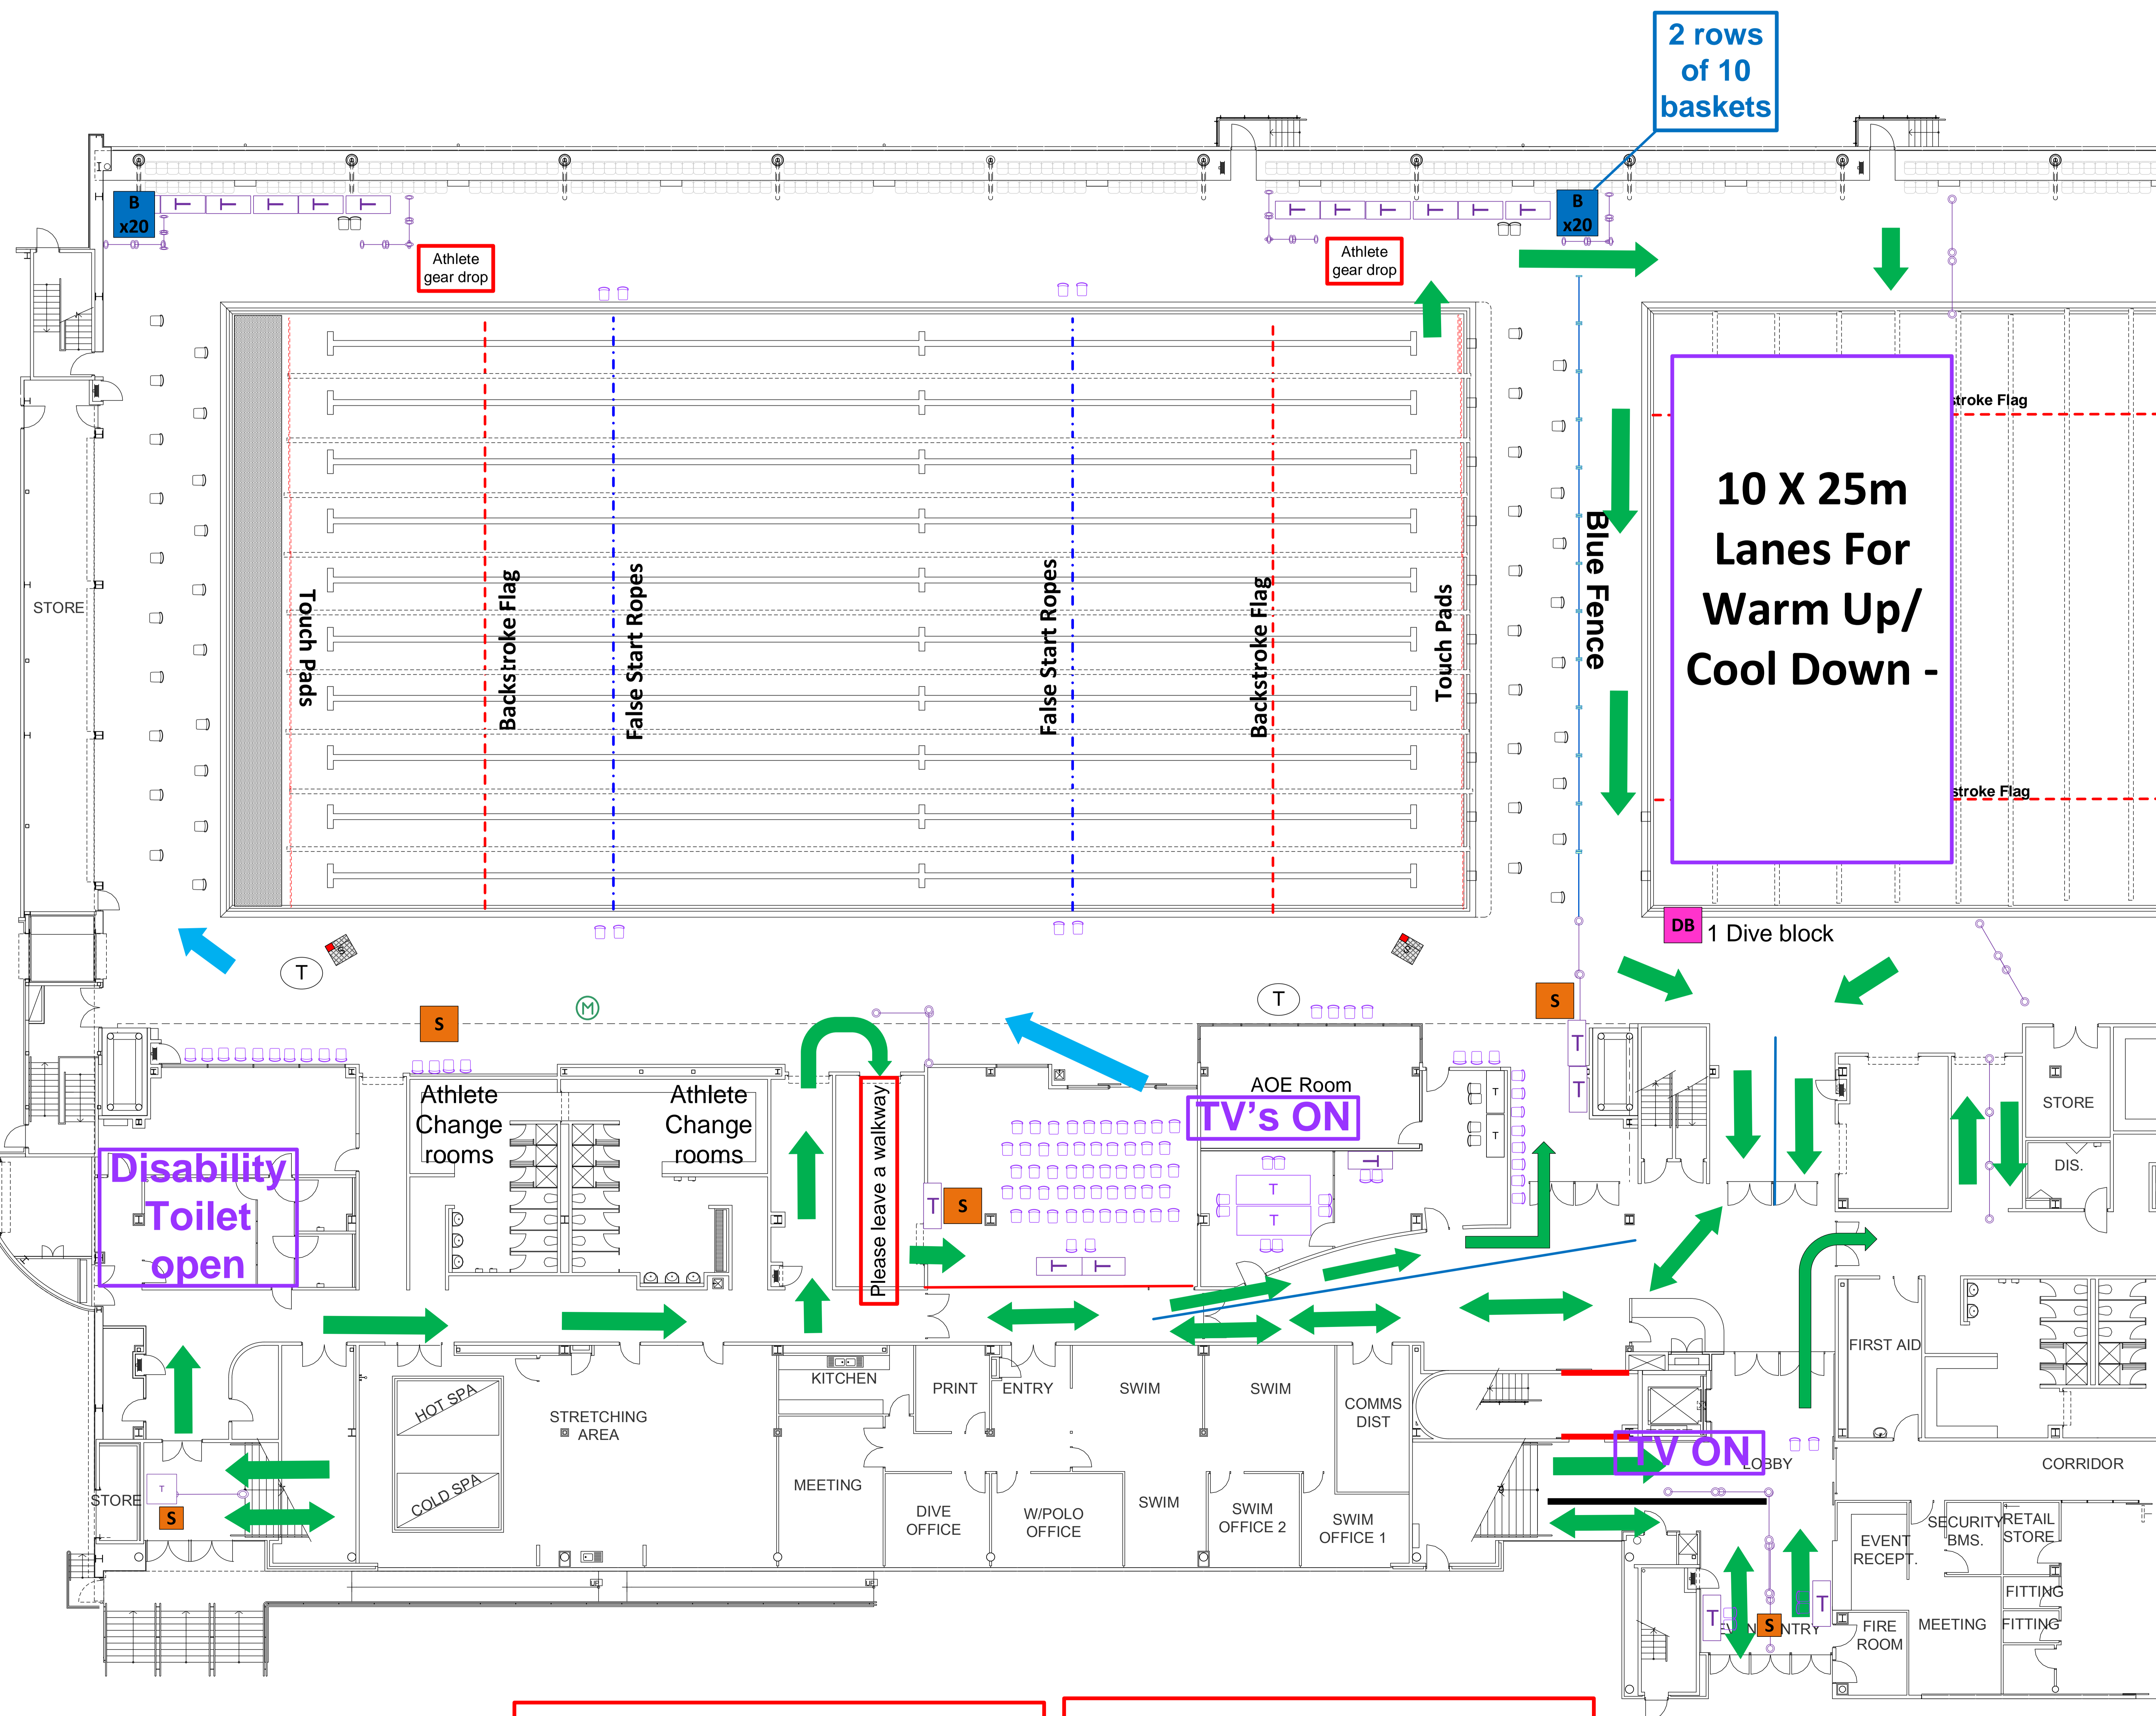 2 rows
of 10
baskets
B
x20
T
T
T
T
T
T
T
T
T
T
T
B
x20
Athlete
gear drop
Athlete
gear drop
stroke Flag
10 X 25m
Lanes For
Warm Up/
Cool Down -
stroke Flag
STORE
Touch Pads
Backstroke Flag
False Start Ropes
False Start Ropes
Backstroke Flag
Touch Pads
Blue Fence
DB
1 Dive block
S
S
T
T
S
M
S
T
T
Athlete
Change
rooms
Athlete
Change
rooms
Please leave a walkway
AOE Room
TV's ON
T
T
T
T
T
T
T
S
T
T
STORE
DIS.
Disability
Toilet
open
FIRST AID
KITCHEN
PRINT
ENTRY
SWIM
SWIM
COMMS
DIST
HOT SPA
STRETCHING
AREA
COLD SPA
MEETING
DIVE
OFFICE
W/POLO
OFFICE
SWIM
SWIM
OFFICE 2
SWIM
OFFICE 1
TV ON
LOBBY
CORRIDOR
STORE
T
S
EVENT
RECEPT.
SECURITY
BMS.
RETAIL
STORE
FITTING
FITTING
MEETING
FIRE
ROOM
T
T
S